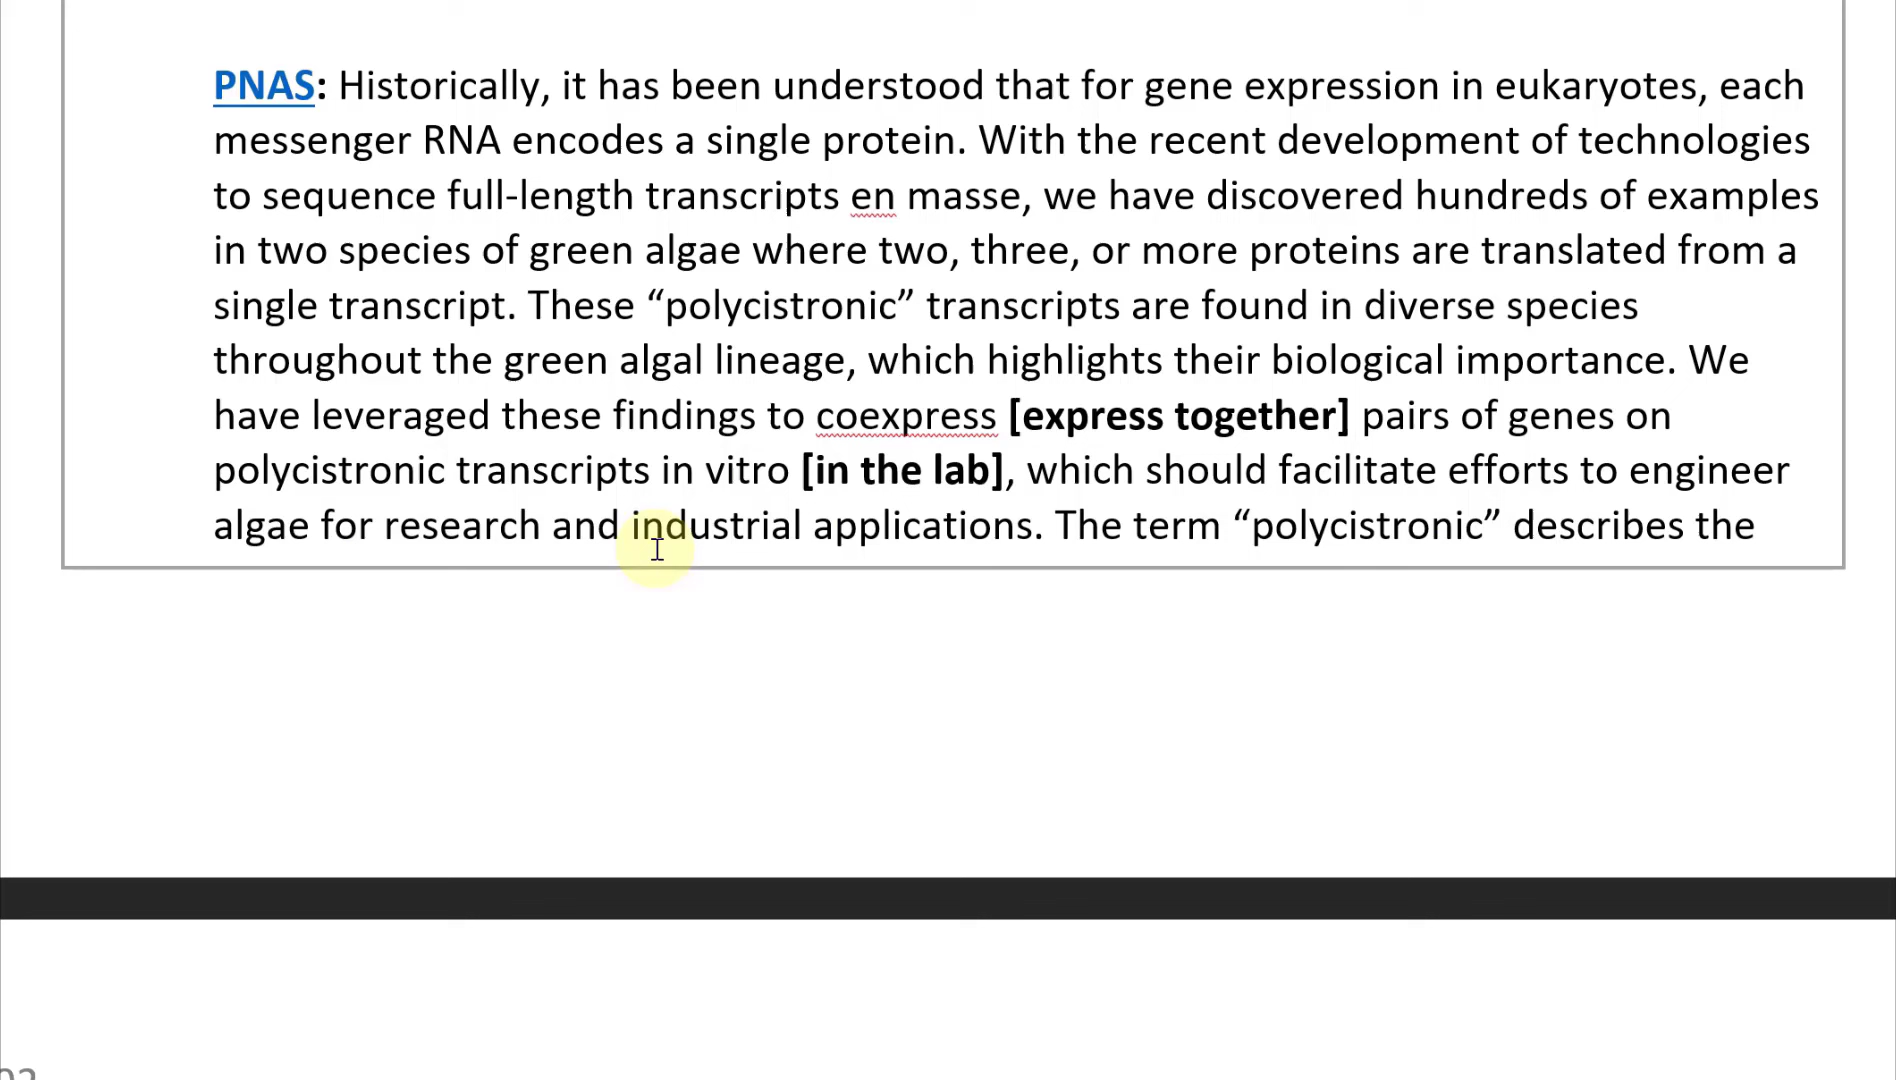 PNAS: Historically, it has been understood that for gene expression in eukaryotes, each
messenger RNA encodes a single protein. With the recent development of technologies
to sequence full-length transcripts en masse, we have discovered hundreds of examples
in two species of green algae where two, three, or more proteins are translated from a
single transcript. These “polycistronic” transcripts are found in diverse species
throughout the green algal lineage, which highlights their biological importance. We
have leveraged these findings to coexpress [express together] pairs of genes on
polycistronic transcripts in vitro [in the lab], which should facilitate efforts to engineer
algae for research and industrial applications. The term “polycistronic” describes the